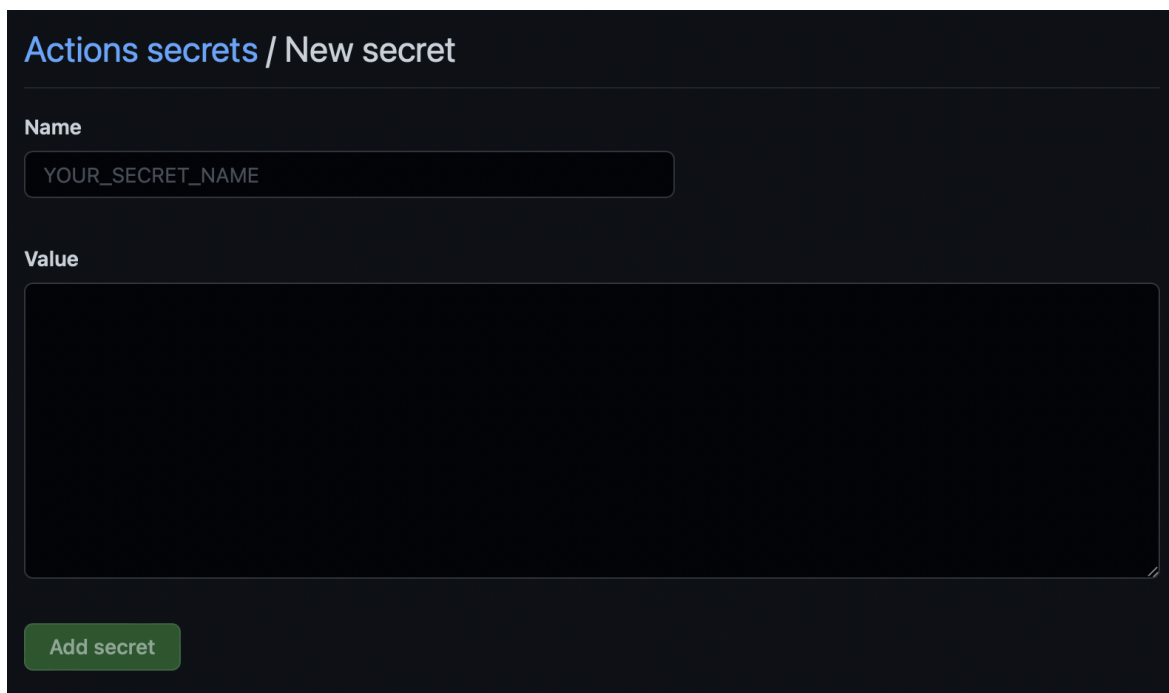 Actions secrets / New secret
Name
YOUR_SECRET_NAME
Value
Add secret